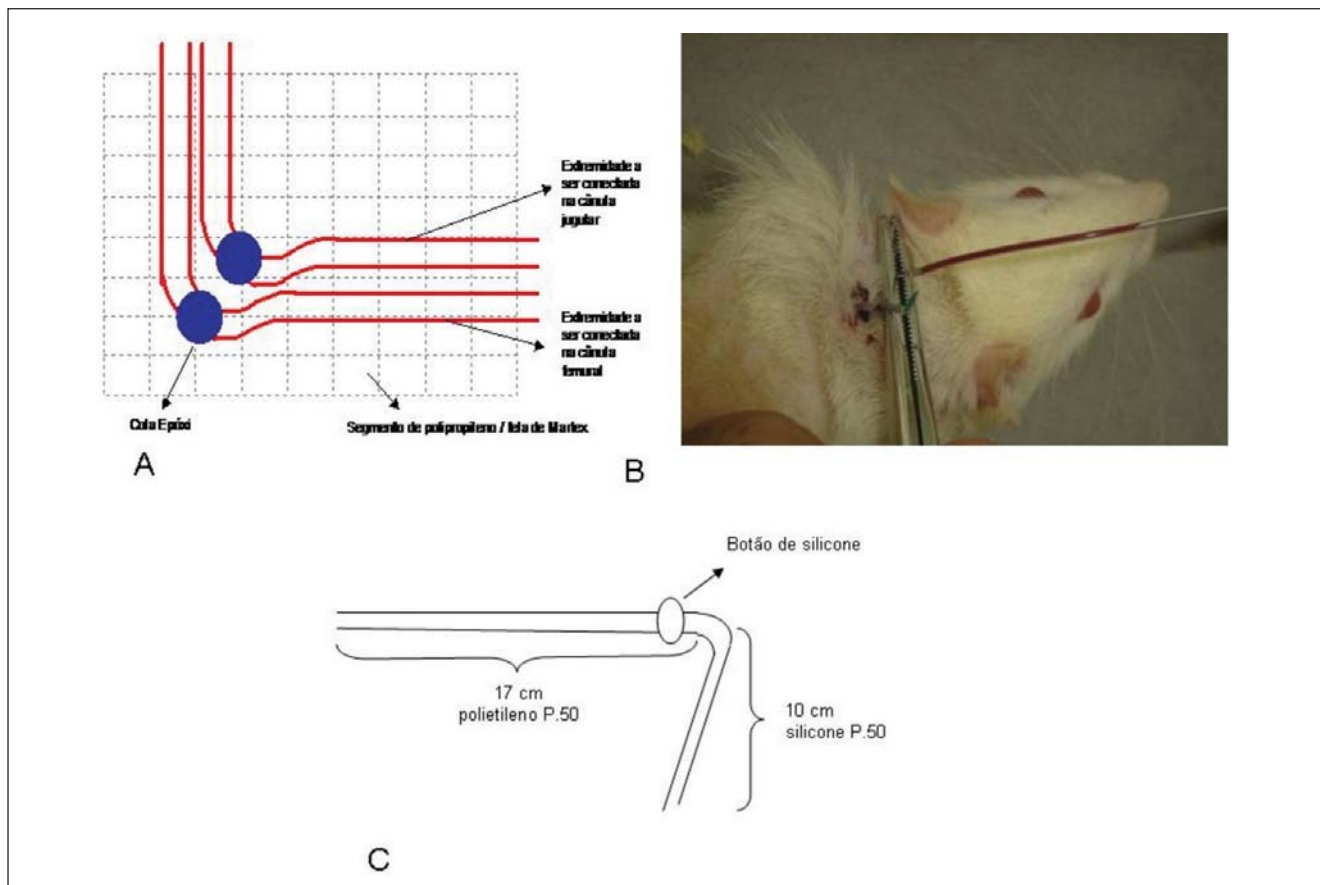 Extremidade a
ser conectada
na cânula
jugular
Extremidade a
ser conectada
na cânula
femural
Cola Epóxi
Segmento de polipropileno / tela de Marlex
A
B
Botão de silicone
17 cm
polietileno P.50
10 cm
silicone P.50
C